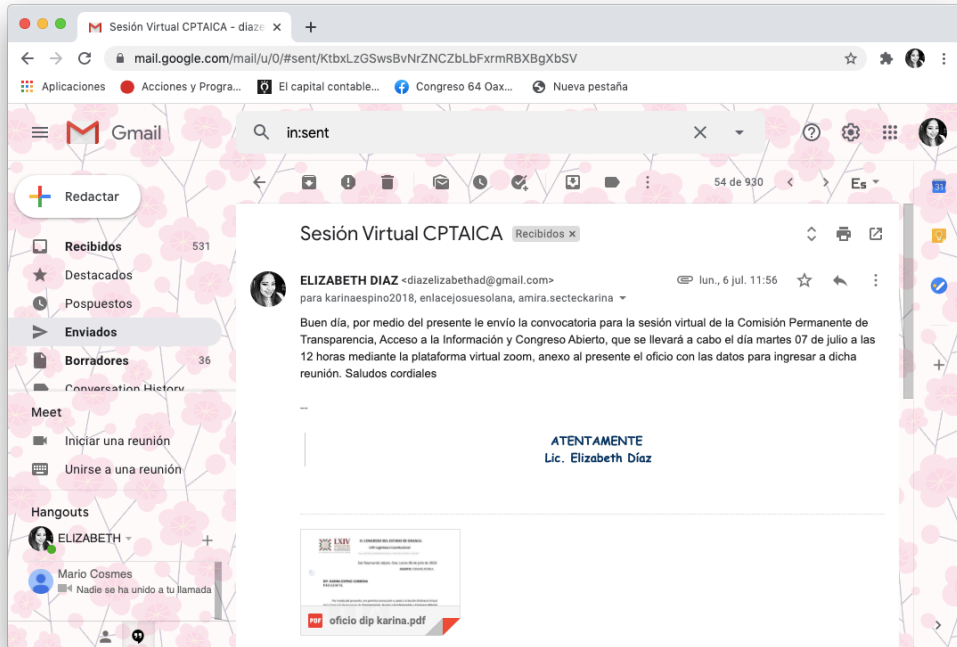 Sesión Virtual CPTAICA - diaze
mail.google.com/mail/u/0/#sent/KtbxLzGSwsBvNrZNCZbLbFxrmRBXBgXbSV
Aplicaciones
Acciones y Progra...
El capital contable...
Congreso 64 Oax...
Nueva pestaña
Gmail
in:sent
Redactar
54 de 930
Es
31
Recibidos 531
Destacados
Pospuestos
Enviados
Borradores 36
Conversation History
Meet
Iniciar una reunión
Unirse a una reunión
Hangouts
ELIZABETH
Mario Cosmes
Nadie se ha unido a tu llamada
Sesión Virtual CPTAICA Recibidos x
ELIZABETH DIAZ <diazelizabethad@gmail.com> lun., 6 jul. 11:56
para karinaespino2018, enlacejosuesolana, amira.secteckarina
Buen día, por medio del presente le envío la convocatoria para la sesión virtual de la Comisión Permanente de
Transparencia, Acceso a la Información y Congreso Abierto, que se llevará a cabo el día martes 07 de julio a las
12 horas mediante la plataforma virtual zoom, anexo al presente el oficio con las datos para ingresar a dicha
reunión. Saludos cordiales
--
ATENTAMENTE
Lic. Elizabeth Díaz
LXIV
PDF oficio dip karina.pdf